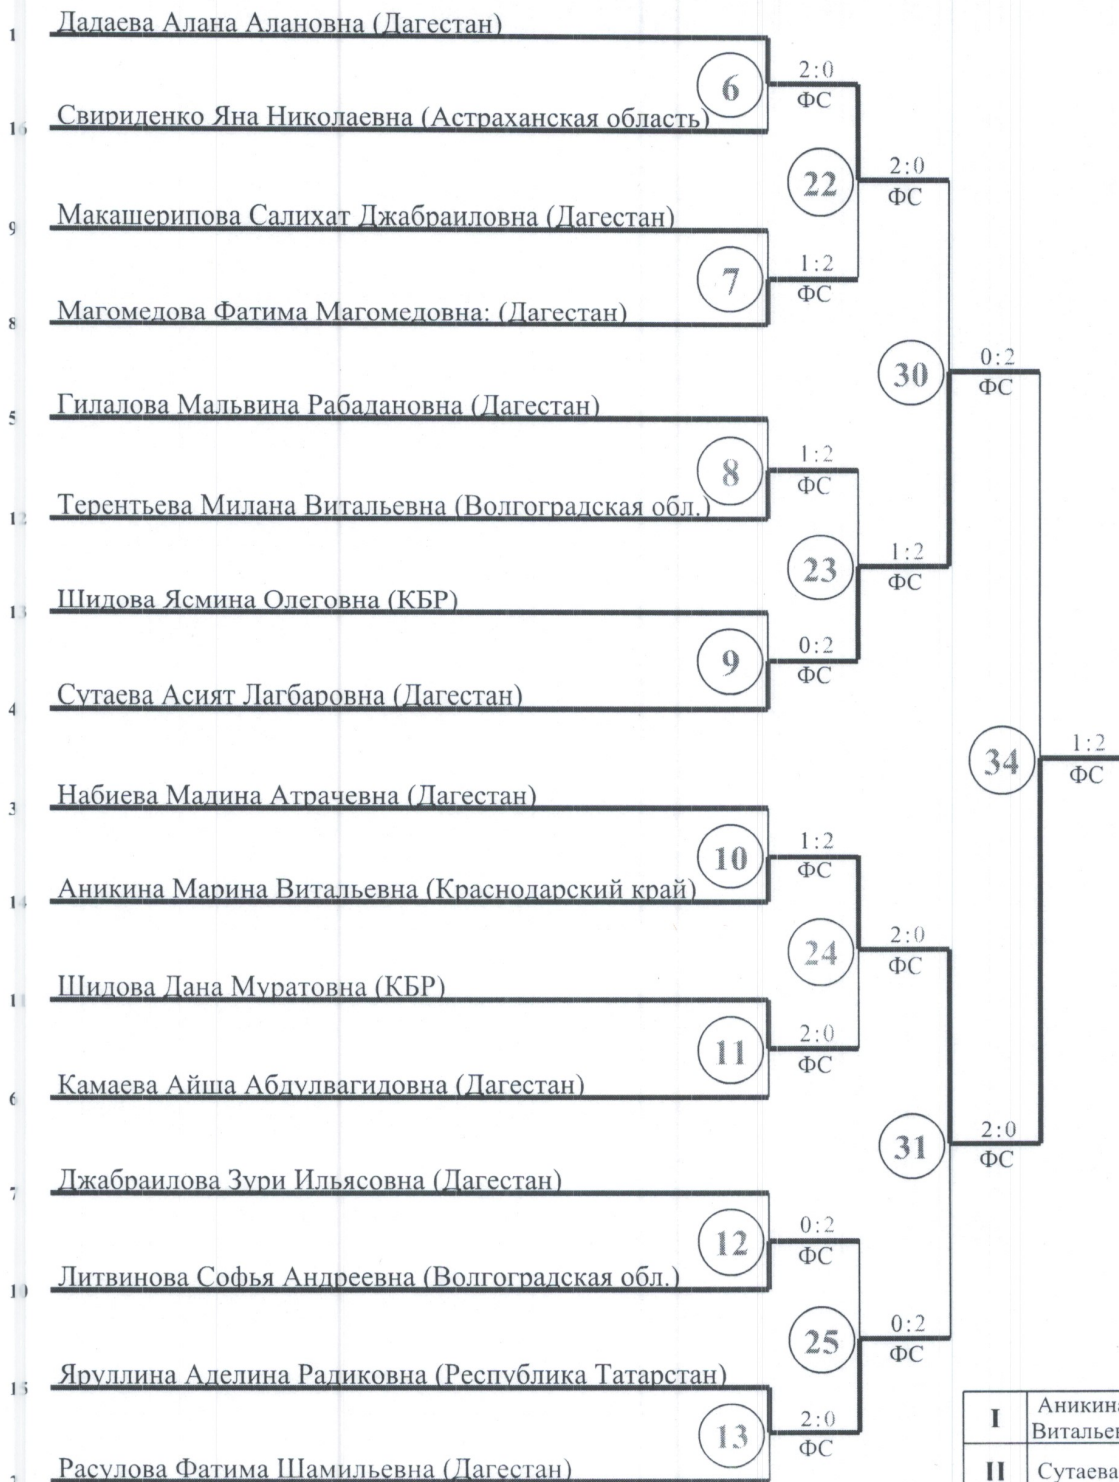 1 Дадаева Алана Алановна (Дагестан)
6 2:0
ФС
16 Свириденко Яна Николаевна (Астраханская область)
22 2:0
ФС
9 Макашерипова Салихат Джабраиловна (Дагестан)
7 1:2
ФС
8 Магомедова Фатима Магомедовна: (Дагестан)
30 0:2
ФС
5 Гилалова Мальвина Рабадановна (Дагестан)
8 1:2
ФС
12 Терентьева Милана Витальевна (Волгоградская обл.)
23 1:2
ФС
13 Шидова Ясмина Олеговна (КБР)
9 0:2
ФС
4 Сутаева Асият Лагбаровна (Дагестан)
34 1:2
ФС
3 Набиева Мадина Атрачевна (Дагестан)
10 1:2
ФС
14 Аникина Марина Витальевна (Краснодарский край)
24 2:0
ФС
11 Шидова Дана Муратовна (КБР)
11 2:0
ФС
6 Камаева Айша Абдулвагидовна (Дагестан)
31 2:0
ФС
7 Джабраилова Зури Ильясовна (Дагестан)
12 0:2
ФС
10 Литвинова Софья Андреевна (Волгоградская обл.)
25 0:2
ФС
15 Яруллина Аделина Радиковна (Республика Татарстан)
13 2:0
ФС
Расулова Фатима Шамильевна (Дагестан)
I
II Сутаева